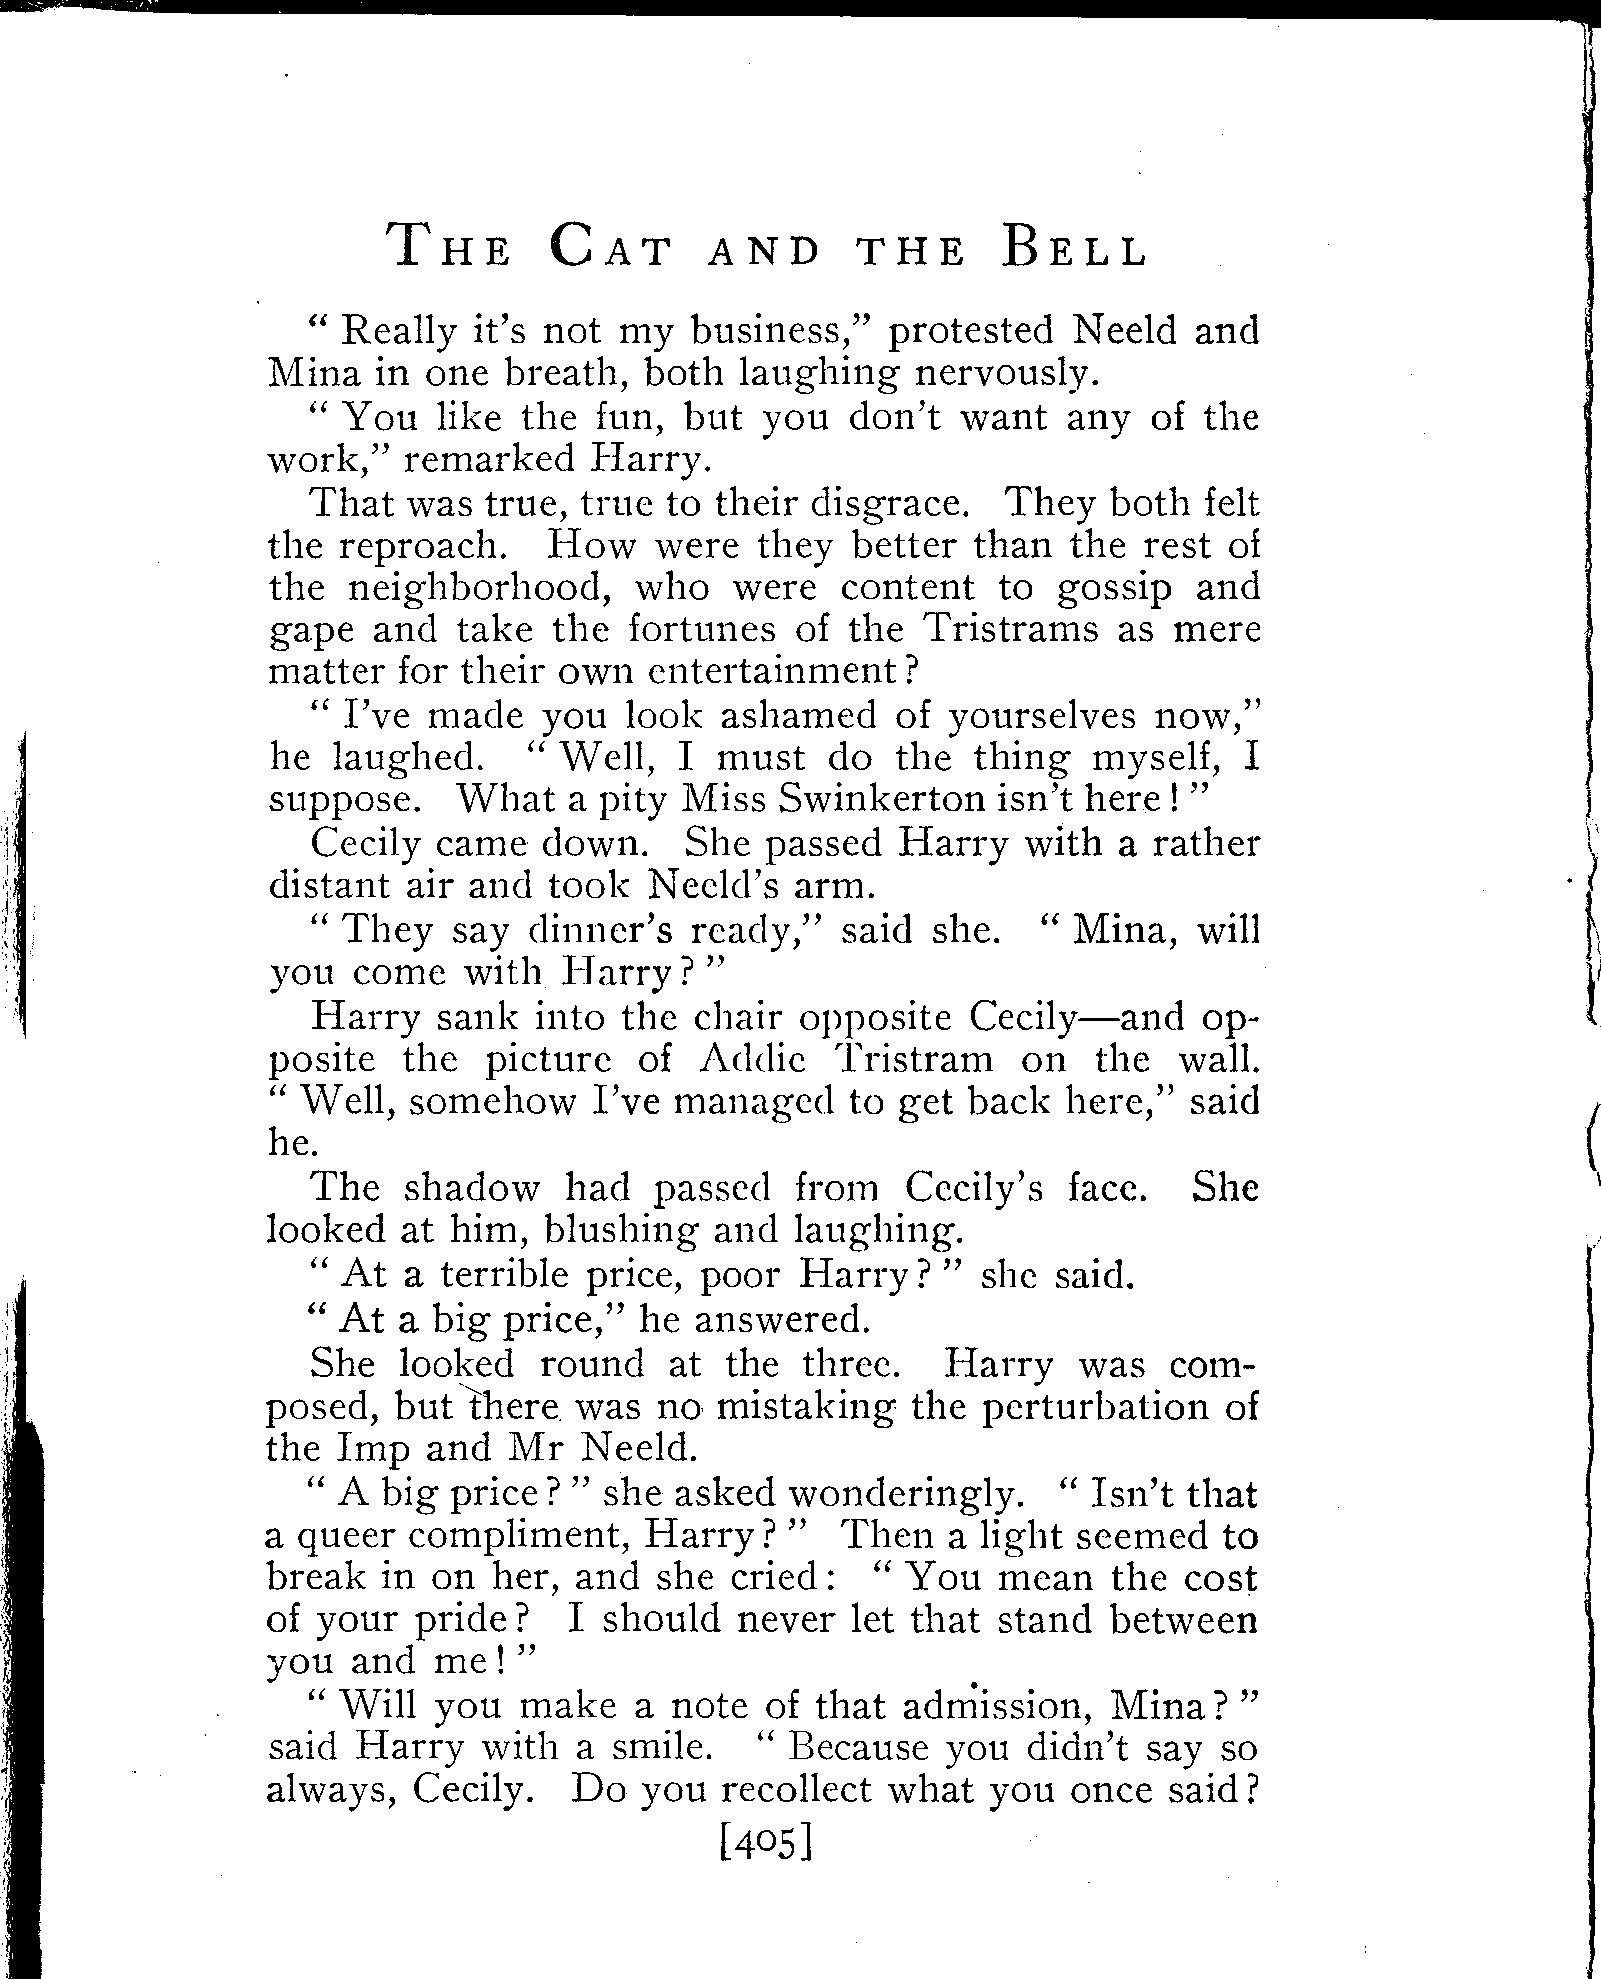 The Cat and the Bell
" Really it's not my business," protested Neeld and
Mina in one breath, both laughing nervously.
" You like the fun, but you don't want any of the
work," remarked Harry.
That was true, true to their disgrace. They both felt
the reproach. How were they better than the rest of
the neighborhood, who were content to gossip and
gape and take the fortunes of the Tristrams as mere
matter for their own entertainment?
" I've made you look ashamed of yourselves now,"
he laughed. " Well, I must do the thing myself, I
suppose. What a pity Miss Swinkerton isn't here! "
Cecily came down. She passed Harry with a rather
distant air and took Neeld's arm.
" They say dinner's ready," said she. " Mina, will
you come with Harry? "
Harry sank into the chair opposite Cecily—and op-
posite the picture of Addie Tristram on the wall.
" Well, somehow I've managed to get back here," said
he.
The shadow had passed from Cecily's face. She
looked at him, blushing and laughing.
" At a terrible price, poor Harry? " she said.
" At a big price," he answered.
She looked round at the three. Harry was com-
posed, but there was no mistaking the perturbation of
the Imp and Mr Neeld.
" A big price? " she asked wonderingly. " Isn't that
a queer compliment, Harry? " Then a light seemed to
break in on her, and she cried: " You mean the cost
of your pride? I should never let that stand between
you and me! "
" Will you make a note of that admission, Mina? "
said Harry with a smile. " Because you didn't say so
always, Cecily. Do you recollect what you once said?
[405]